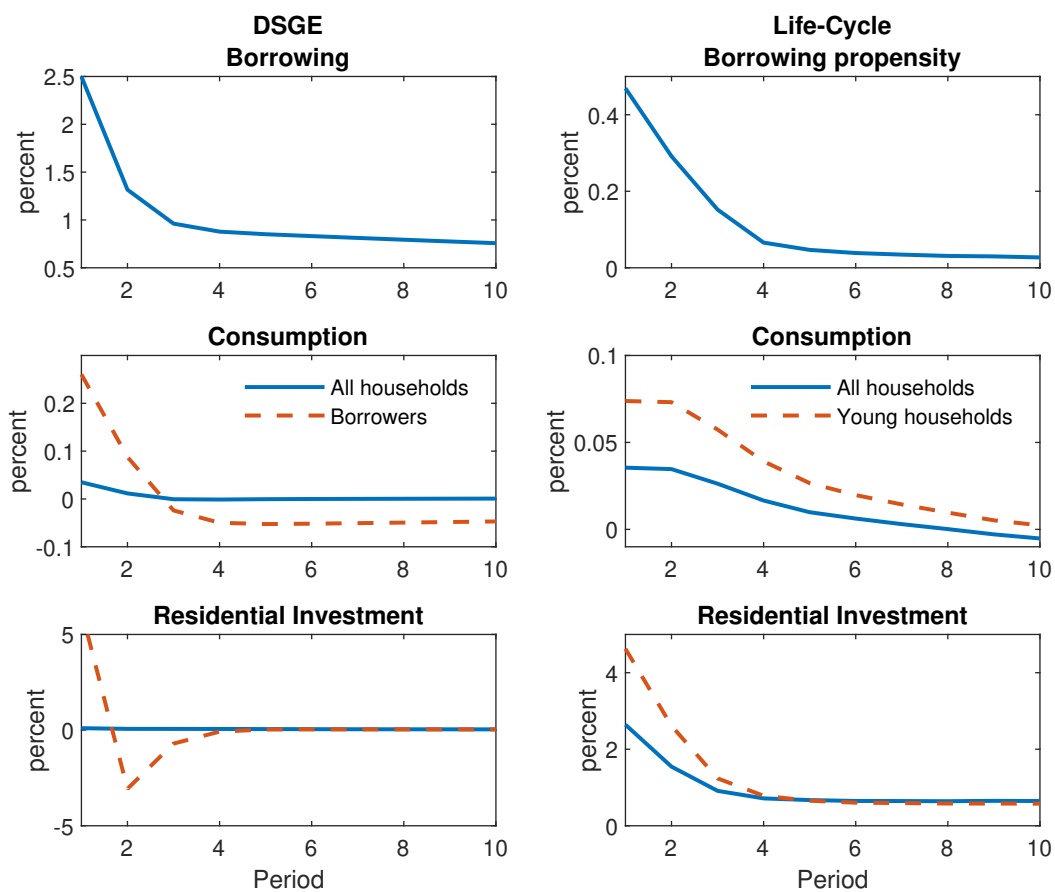 DSGE
Borrowing
percent
2.5
2
1.5
1
0.5
2 4 6 8 10
Life-Cycle
Borrowing propensity
percent
0.4
0.2
0
2 4 6 8 10
Consumption
percent
0.2
0.1
0
-0.1
All households
Borrowers
2 4 6 8 10
Consumption
percent
0.1
0.05
0
All households
Young households
2 4 6 8 10
Residential Investment
percent
5
0
-5
2 4 6 8 10
Period
Residential Investment
percent
4
2
0
2 4 6 8 10
Period